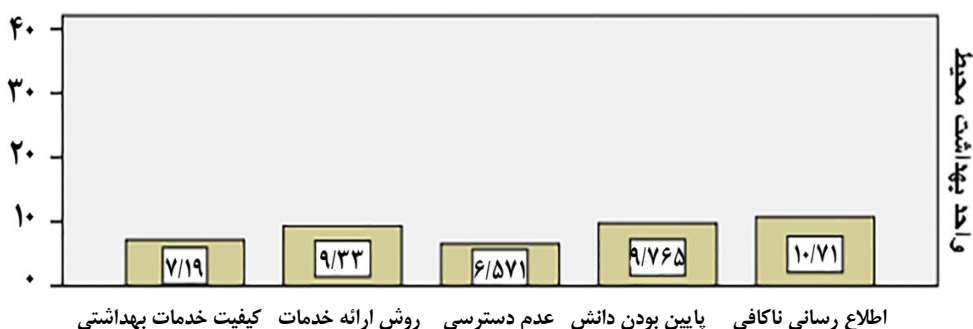 ۴۰
۳۰
۲۰
۱۰
۰
واحد بهداشت محیط
۱۰/۷۱
۹/۷۶۵
۶/۵۷۱
۹/۳۳
۷/۱۹
اطلاع رسانی ناکافی
پایین بودن دانش
عدم دسترسی
روش ارائه خدمات
کیفیت خدمات بهداشتی